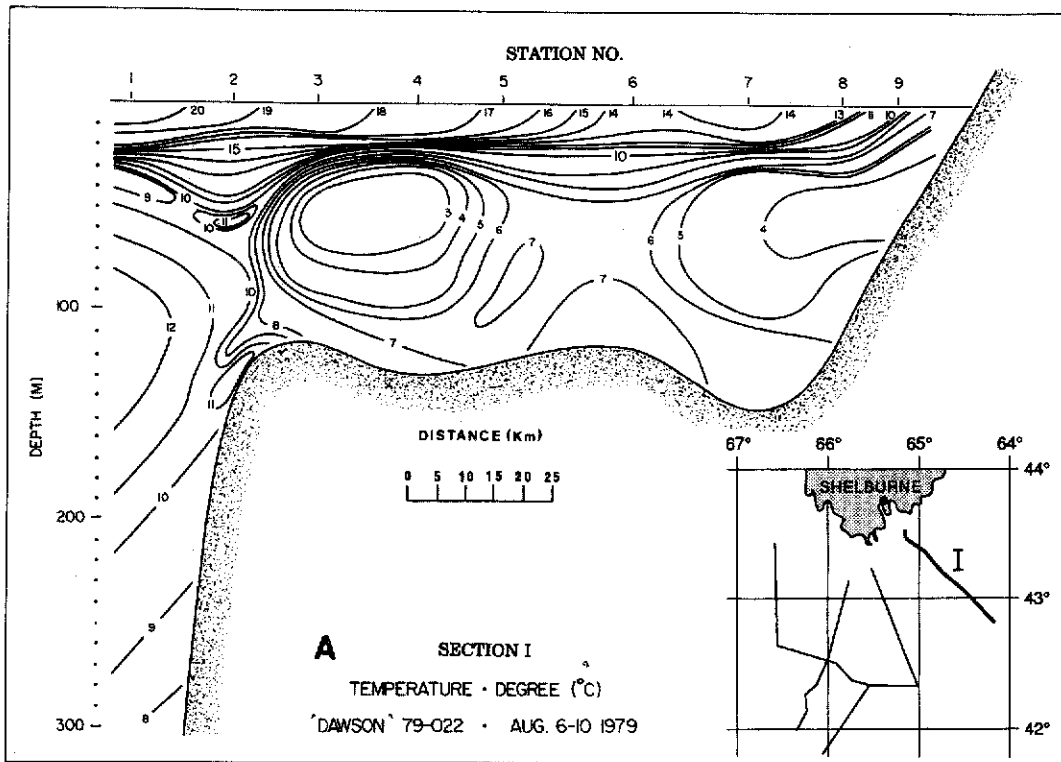 STATION NO.
1 2 3 4 5 6 7 8 9
20 19 18 17 16 15 14 14 14 13 11 10 7
15 10
9 10 10 11
3 4 5 6 7
6 5 4
7
10 11 12
8 7
11
10
9
8
DEPTH (M)
100
200
300
DISTANCE (Km)
0 5 10 15 20 25
A SECTION I
TEMPERATURE · DEGREE (°C)
'DAWSON' 79-022 · AUG. 6-10 1979
67° 66° 65° 64°
44°
SHELBURNE
I
43°
42°